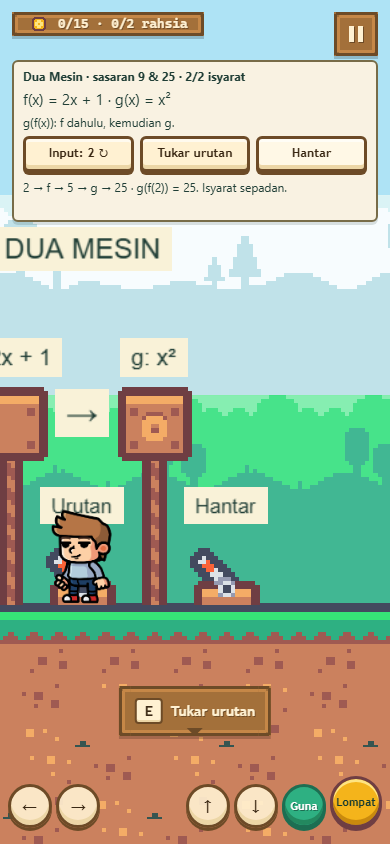 0/15 · 0/2 rahsia
Dua Mesin · sasaran 9 & 25 · 2/2 isyarat
f(x) = 2x + 1 · g(x) = x²
g(f(x)): f dahulu, kemudian g.
Input: 2 ↻
Tukar urutan
Hantar
2 → f → 5 → g → 25 · g(f(2)) = 25. Isyarat sepadan.
DUA MESIN
2x + 1
g: x²
→
Urutan
Hantar
E Tukar urutan
← → ↑ ↓ Guna Lompat